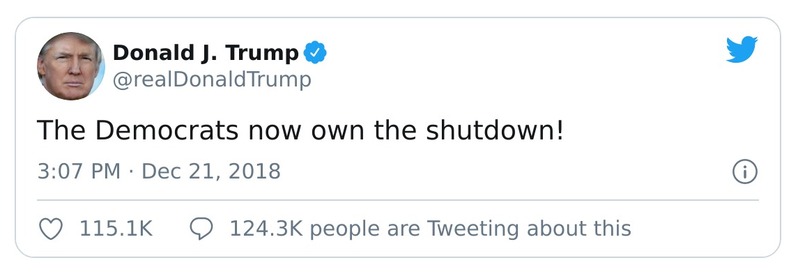 Donald J. Trump
@realDonaldTrump
The Democrats now own the shutdown!
3:07 PM · Dec 21, 2018
115.1K 124.3K people are Tweeting about this